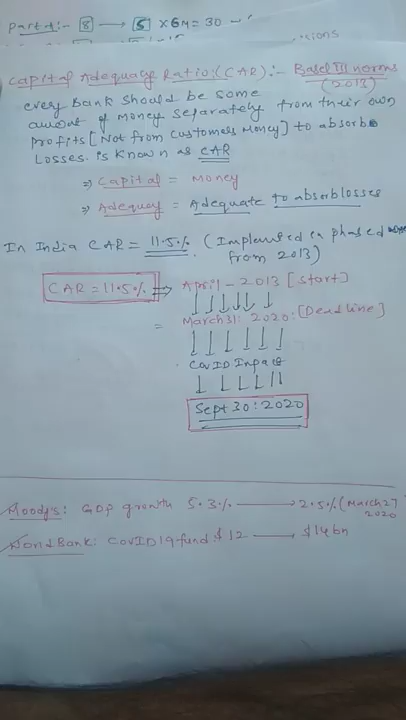 Part A:- 8 → 5 x 6M = 30
Capital Adequacy Ratio:(CAR):- Basel III norms
(2013)
every Bank should be some
amount of money separately from their own
profits [Not from customers Money] to absorb
Losses. is known as CAR
⇒ Capital = Money
⇒ Adequacy = Adequate to absorb losses
In India CAR = 11.5% (Implemented in phased
from 2013)
CAR = 11.5% ⇒ April - 2013 [Start]
↓ ↓ ↓ ↓ ↓ ↓
= March 31: 2020: [Deadline]
↓ ↓ ↓ ↓ ↓ ↓
COVID Impact
↓ ↓ ↓ ↓ ↓ ↓
Sept 30: 2020
Moody's: GDP growth 5.3% → 2.5% (March 27
2020
World Bank: COVID 19 fund: $12 → $14 bn